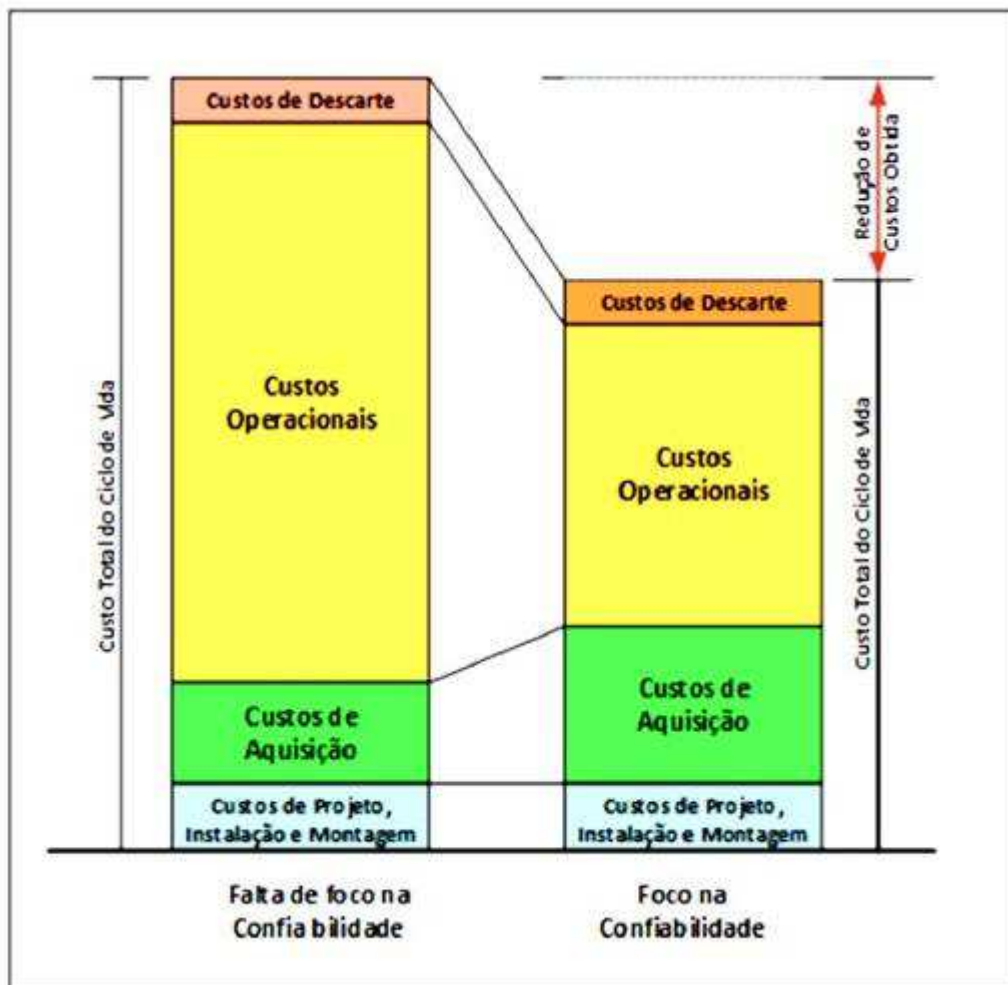 Custos de Descarte
Custos
Operacionais
Custos de
Aquisição
Custos de Projeto,
Instalação e Montagem
Custo Total do Ciclo de Vida
Falta de foco na
Confiabilidade
Custos de Descarte
Custos
Operacionais
Custos de
Aquisição
Custos de Projeto,
Instalação e Montagem
Foco na
Confiabilidade
Redução de
Custos Obtida
Custo Total do Ciclo de Vida